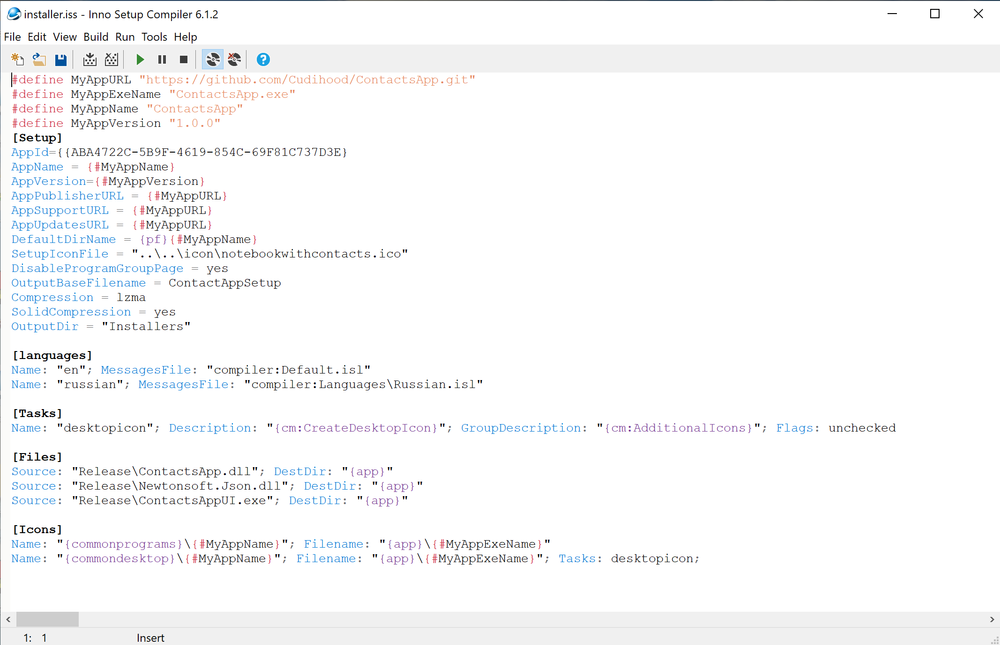 installer.iss - Inno Setup Compiler 6.1.2
File Edit View Build Run Tools Help
#define MyAppURL "https://github.com/Cudihood/ContactsApp.git"
#define MyAppExeName "ContactsApp.exe"
#define MyAppName "ContactsApp"
#define MyAppVersion "1.0.0"
[Setup]
AppId={{ABA4722C-5B9F-4619-854C-69F81C737D3E}
AppName = {#MyAppName}
AppVersion={#MyAppVersion}
AppPublisherURL = {#MyAppURL}
AppSupportURL = {#MyAppURL}
AppUpdatesURL = {#MyAppURL}
DefaultDirName = {pf}{#MyAppName}
SetupIconFile = "..\..\icon\notebookwithcontacts.ico"
DisableProgramGroupPage = yes
OutputBaseFilename = ContactAppSetup
Compression = lzma
SolidCompression = yes
OutputDir = "Installers"
[languages]
Name: "en"; MessagesFile: "compiler:Default.isl"
Name: "russian"; MessagesFile: "compiler:Languages\Russian.isl"
[Tasks]
Name: "desktopicon"; Description: "{cm:CreateDesktopIcon}"; GroupDescription: "{cm:AdditionalIcons}"; Flags: unchecked
[Files]
Source: "Release\ContactsApp.dll"; DestDir: "{app}"
Source: "Release\Newtonsoft.Json.dll"; DestDir: "{app}"
Source: "Release\ContactsAppUI.exe"; DestDir: "{app}"
[Icons]
Name: "{commonprograms}\{#MyAppName}"; Filename: "{app}\{#MyAppExeName}"
Name: "{commondesktop}\{#MyAppName}"; Filename: "{app}\{#MyAppExeName}"; Tasks: desktopicon;
1: 1 Insert